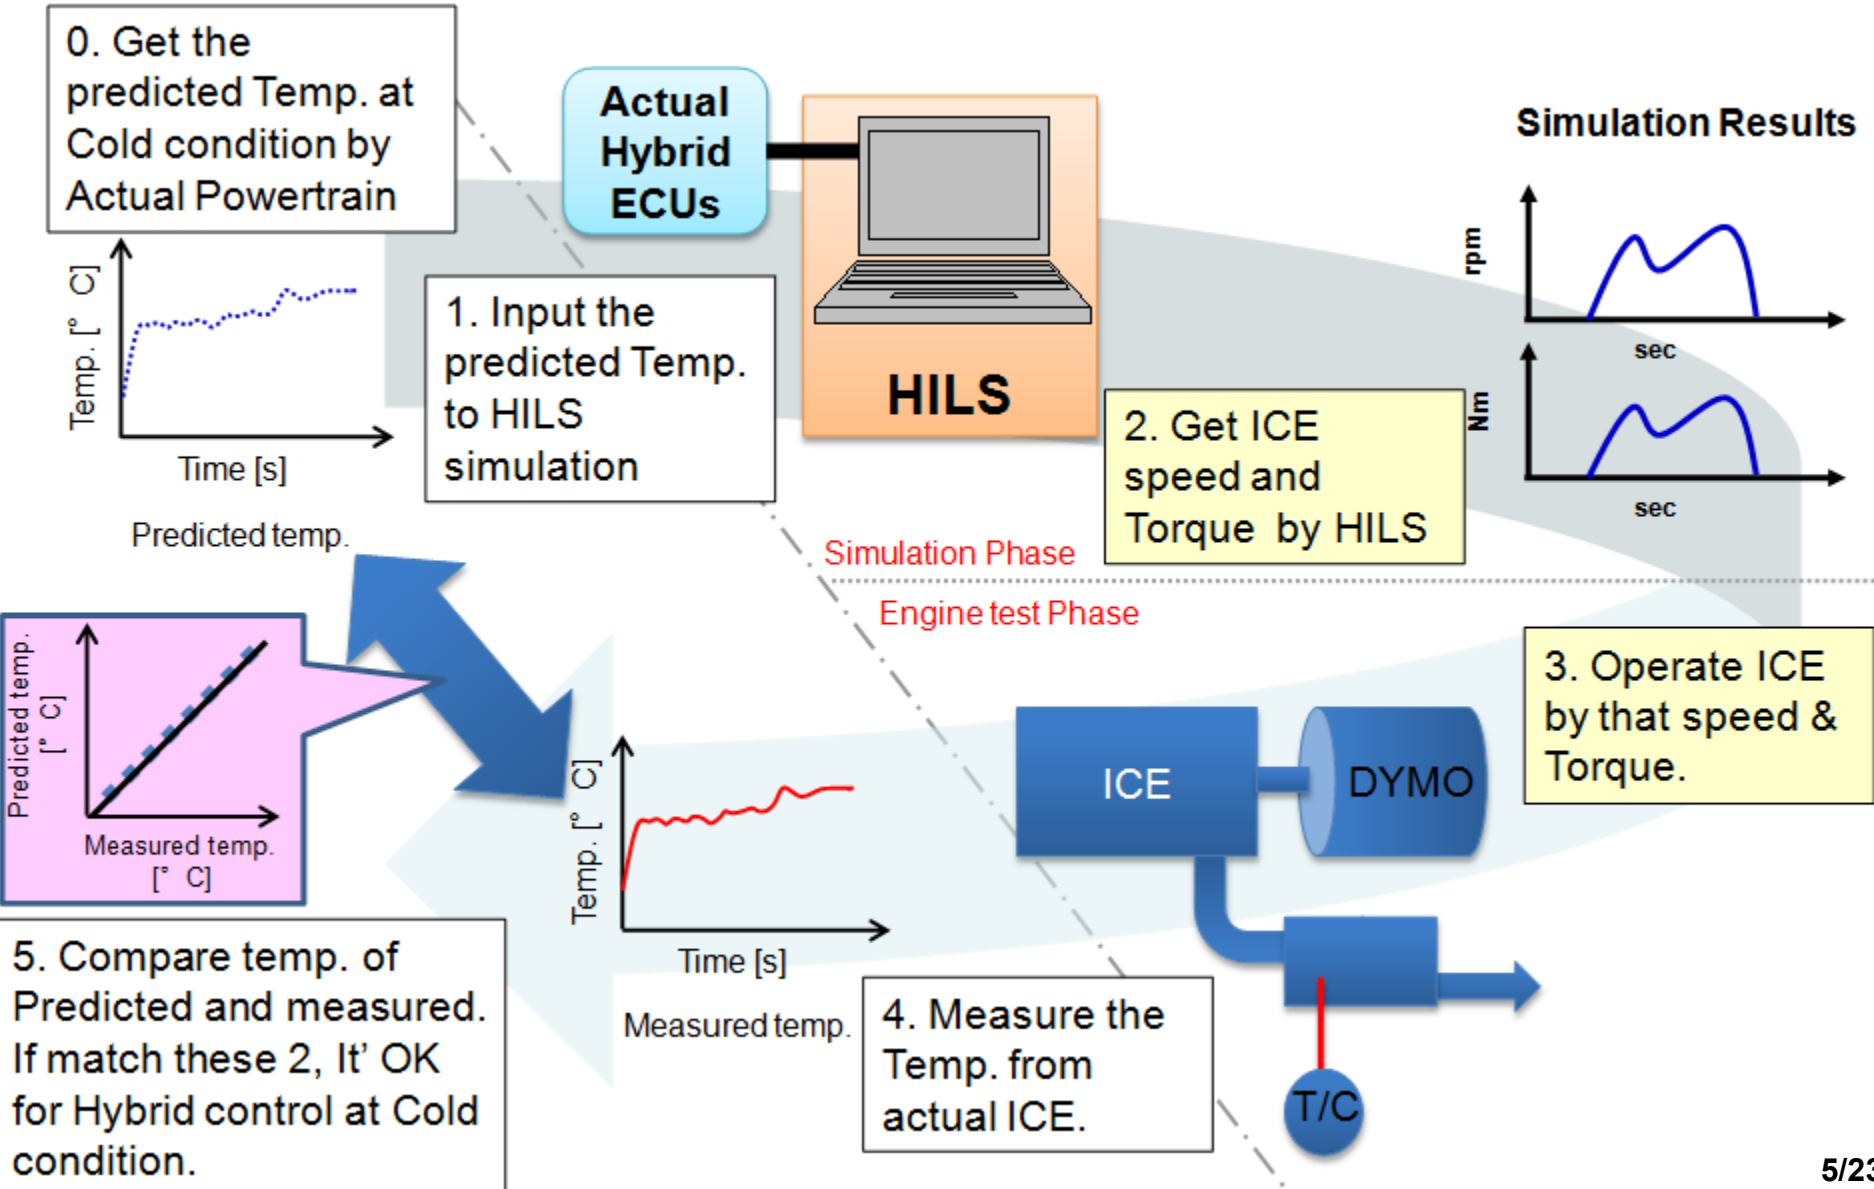 0. Get the
predicted Temp. at
Cold condition by
Actual Powertrain
Actual
Hybrid
ECUs
HILS
Simulation Results
rpm
sec
Nm
sec
Temp. [° C]
Time [s]
Predicted temp.
1. Input the
predicted Temp.
to HILS
simulation
2. Get ICE
speed and
Torque by HILS
Simulation Phase
Engine test Phase
3. Operate ICE
by that speed &
Torque.
ICE
DYMO
T/C
4. Measure the
Temp. from
actual ICE.
Temp. [° C]
Time [s]
Measured temp.
Predicted temp.
[° C]
Measured temp.
[° C]
5. Compare temp. of
Predicted and measured.
If match these 2, It' OK
for Hybrid control at Cold
condition.
5/23